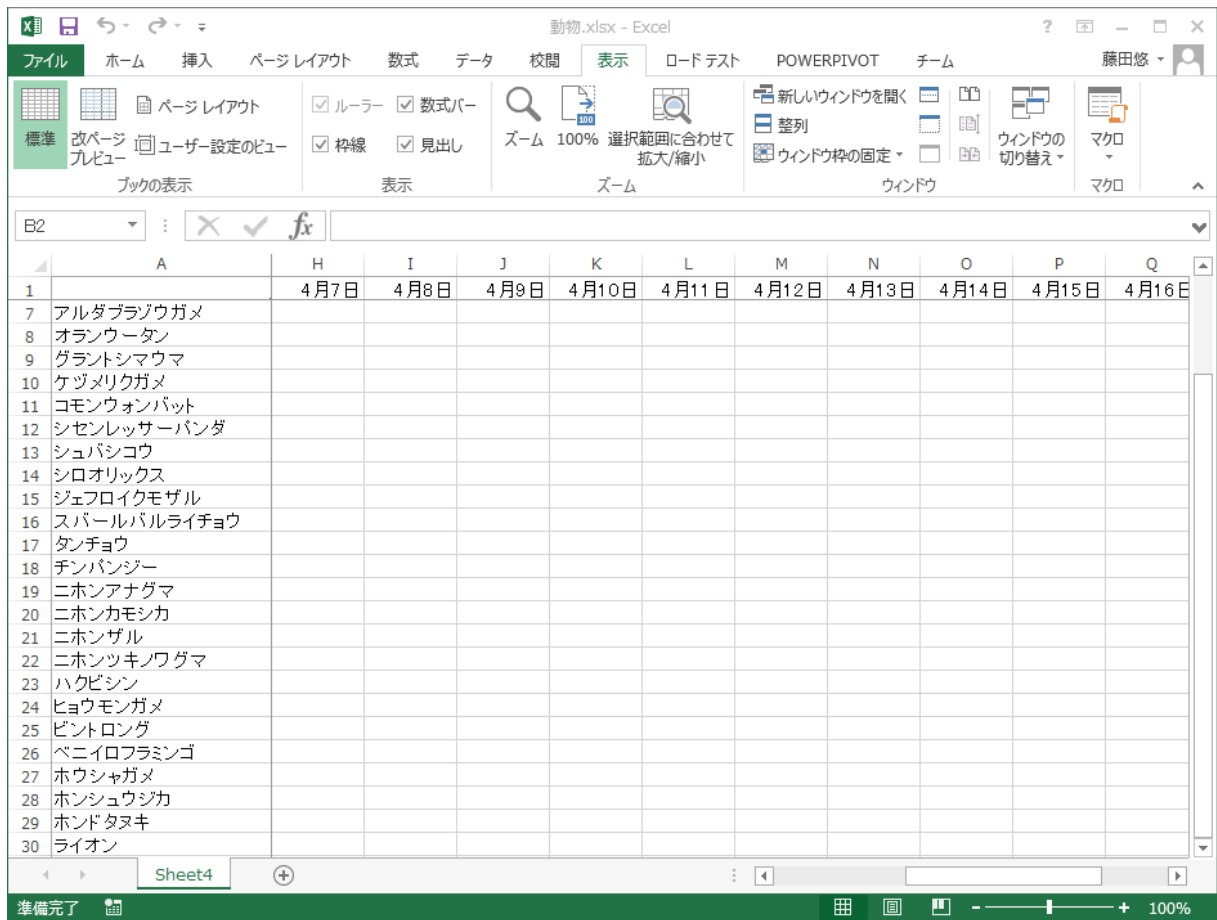 動物.xlsx - Excel
?
ファイル ホーム 挿入 ページ レイアウト 数式 データ 校閲 表示 ロード テスト POWERPIVOT チーム 藤田悠
標準
改ページ
プレビュー
ページ レイアウト
ユーザー設定のビュー
ブックの表示
ルーラー 数式バー
枠線 見出し
表示
ズーム
100
100%
選択範囲に合わせて
拡大/縮小
ズーム
新しいウィンドウを開く
整列
ウィンドウ枠の固定
ウィンドウの
切り替え
ウィンドウ
マクロ
マクロ
B2 fx
A H I J K L M N O P Q
1 4月7日 4月8日 4月9日 4月10日 4月11日 4月12日 4月13日 4月14日 4月15日 4月16日
7 アルダブラゾウガメ
8 オランウータン
9 グラントシマウマ
10 ケヅメリクガメ
11 コモンウォンバット
12 シセンレッサーパンダ
13 シュバシコウ
14 シロオリックス
15 ジェフロイクモザル
16 スバールバルライチョウ
17 タンチョウ
18 チンパンジー
19 ニホンアナグマ
20 ニホンカモシカ
21 ニホンザル
22 ニホンツキノワグマ
23 ハクビシン
24 ヒョウモンガメ
25 ビントロング
26 ベニイロフラミンゴ
27 ホウシャガメ
28 ホンシュウジカ
29 ホンドタヌキ
30 ライオン
Sheet4
準備完了 100%